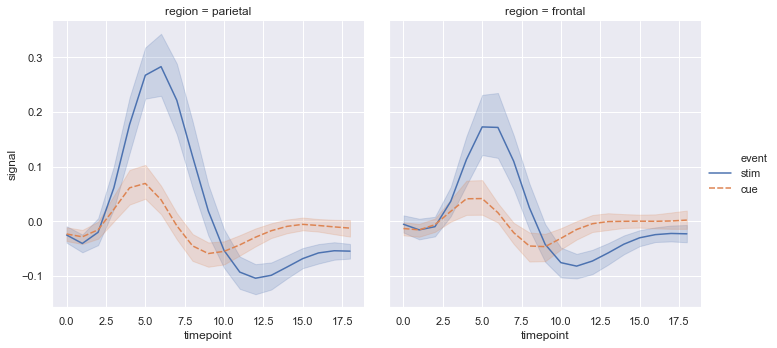 region = parietal
region = frontal
signal
0.3
0.2
0.1
0.0
−0.1
0.0 2.5 5.0 7.5 10.0 12.5 15.0 17.5
timepoint
0.0 2.5 5.0 7.5 10.0 12.5 15.0 17.5
timepoint
event
stim
cue